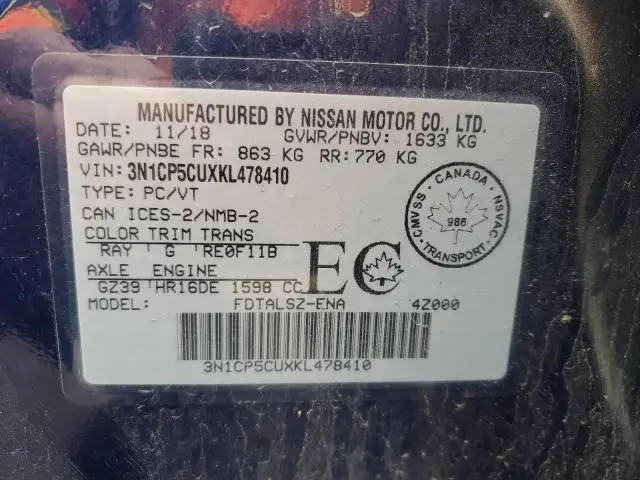 MANUFACTURED BY NISSAN MOTOR CO., LTD.
DATE: 11/18 GVWR/PNBV: 1633 KG
GAWR/PNBE FR: 863 KG RR:770 KG
VIN: 3N1CP5CUXKL478410
TYPE: PC/VT
CAN ICES-2/NMB-2
COLOR TRIM TRANS
RAY G RE0F11B
AXLE ENGINE
GZ39 HR16DE 1598 CC
MODEL: FDTALSZ-ENA 4Z000
3N1CP5CUXKL478410
EC
CANADA
CMVSS NSVAC
986
TRANSPORT